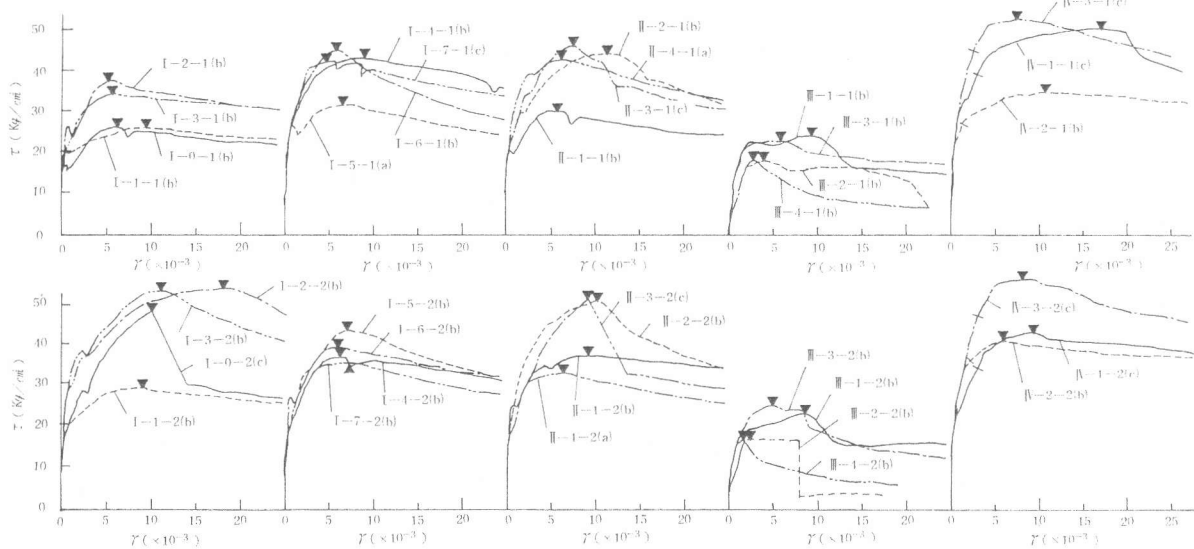 τ (Kg/cm²)
50
40
30
20
10
0
I-2-1(b)
I-3-1(b)
I-0-1(b)
I-1-1(b)
I-4-1(b)
I-7-1(c)
I-6-1(b)
I-5-1(a)
II-2-1(b)
II-4-1(a)
II-3-1(c)
II-1-1(b)
III-1-1(b)
III-3-1(b)
III-2-1(b)
III-4-1(b)
IV-3-1(c)
IV-1-1(c)
IV-2-1(b)
0 5 10 15 20
0 5 10 15 20
0 5 10 15 20
0 5 10 15 20
0 5 10 15 20 25
γ (×10⁻³)
γ (×10⁻³)
γ (×10⁻³)
γ (×10⁻³)
γ (×10⁻³)
τ (Kg/cm²)
50
40
30
20
10
0
I-2-2(b)
I-3-2(b)
I-0-2(c)
I-1-2(b)
I-5-2(b)
I-6-2(b)
I-4-2(b)
I-7-2(b)
II-3-2(c)
II-2-2(b)
II-1-2(b)
II-4-2(a)
III-3-2(b)
III-1-2(b)
III-2-2(b)
III-4-2(b)
IV-3-2(c)
IV-1-2(c)
IV-2-2(b)
0 5 10 15 20
0 5 10 15 20
0 5 10 15 20
0 5 10 15 20
0 5 10 15 20 25
γ (×10⁻³)
γ (×10⁻³)
γ (×10⁻³)
γ (×10⁻³)
γ (×10⁻³)